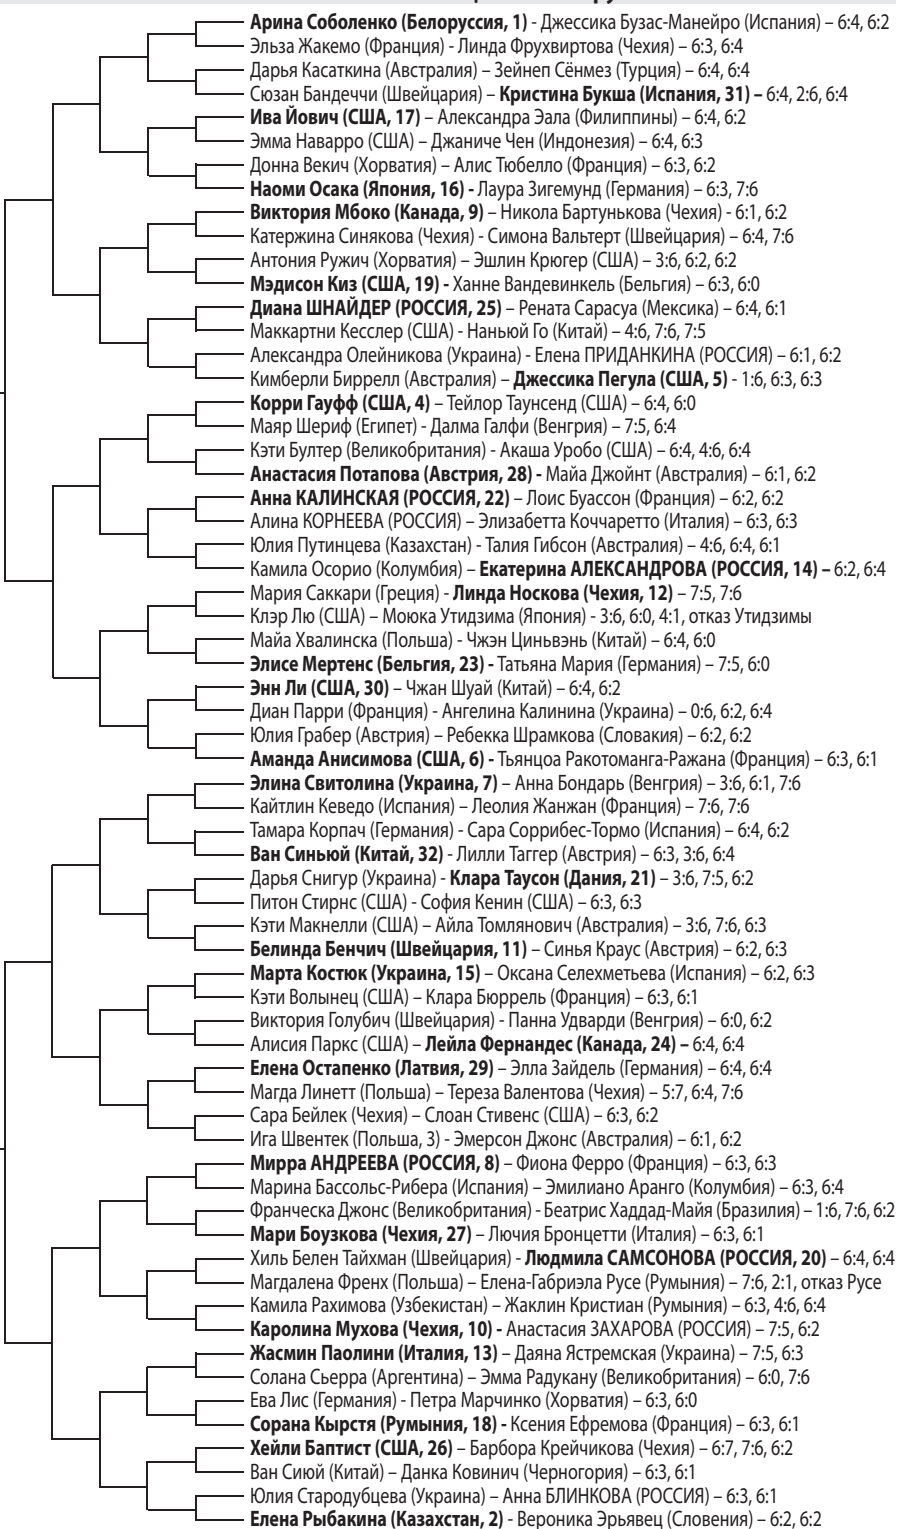 Арина Соболенко (Белоруссия, 1) - Джессика Бузас-Манейро (Испания) – 6:4, 6:2
Эльза Жакемо (Франция) - Линда Фрухвиртова (Чехия) – 6:3, 6:4
Дарья Касаткина (Австралия) – Зейнеп Сёнмез (Турция) – 6:4, 6:4
Сюзан Бандеччи (Швейцария) – Кристина Букша (Испания, 31) – 6:4, 2:6, 6:4
Ива Йович (США, 17) – Александра Эала (Филиппины) – 6:4, 6:2
Эмма Наварро (США) – Джаниче Чен (Индонезия) – 6:4, 6:3
Донна Векич (Хорватия) – Алис Тюбелло (Франция) – 6:3, 6:2
Наоми Осака (Япония, 16) - Лаура Зигемунд (Германия) – 6:3, 7:6
Виктория Мбоко (Канада, 9) – Никола Бартунькова (Чехия) - 6:1, 6:2
Катержина Синякова (Чехия) - Симона Вальтерт (Швейцария) – 6:4, 7:6
Антония Ружич (Хорватия) – Эшлин Крюгер (США) – 3:6, 6:2, 6:2
Мэдисон Киз (США, 19) - Ханне Вандевинкель (Бельгия) – 6:3, 6:0
Диана ШНАЙДЕР (РОССИЯ, 25) – Рената Сарасуа (Мексика) – 6:4, 6:1
Маккартни Кесслер (США) - Наньюй Го (Китай) – 4:6, 7:6, 7:5
Александра Олейникова (Украина) - Елена ПРИДАНКИНА (РОССИЯ) – 6:1, 6:2
Кимберли Биррелл (Австралия) – Джессика Пегула (США, 5) - 1:6, 6:3, 6:3
Корри Гауфф (США, 4) – Тейлор Таунсенд (США) – 6:4, 6:0
Маяр Шериф (Египет) - Далма Галфи (Венгрия) – 7:5, 6:4
Кэти Бултер (Великобритания) - Акаша Уробо (США) – 6:4, 4:6, 6:4
Анастасия Потапова (Австрия, 28) - Майа Джойнт (Австралия) – 6:1, 6:2
Анна КАЛИНСКАЯ (РОССИЯ, 22) – Лоис Буассон (Франция) – 6:2, 6:2
Алина КОРНЕЕВА (РОССИЯ) – Элизабетта Коччаретто (Италия) – 6:3, 6:3
Юлия Путинцева (Казахстан) - Талия Гибсон (Австралия) – 4:6, 6:4, 6:1
Камила Осорио (Колумбия) – Екатерина АЛЕКСАНДРОВА (РОССИЯ, 14) – 6:2, 6:4
Мария Саккари (Греция) - Линда Носкова (Чехия, 12) – 7:5, 7:6
Клэр Лю (США) – Моюка Утидзима (Япония) - 3:6, 6:0, 4:1, отказ Утидзимы
Майа Хвалинска (Польша) - Чжэн Циньвэнь (Китай) – 6:4, 6:0
Элисе Мертенс (Бельгия, 23) - Татьяна Мария (Германия) – 7:5, 6:0
Энн Ли (США, 30) – Чжан Шуай (Китай) – 6:4, 6:2
Диан Парри (Франция) - Ангелина Калинина (Украина) – 0:6, 6:2, 6:4
Юлия Грабер (Австрия) – Ребекка Шрамкова (Словакия) – 6:2, 6:2
Аманда Анисимова (США, 6) - Тьянцоа Ракотоманга-Ражана (Франция) – 6:3, 6:1
Элина Свитолина (Украина, 7) – Анна Бондарь (Венгрия) – 3:6, 6:1, 7:6
Кайтлин Кеведо (Испания) – Леолия Жанжан (Франция) – 7:6, 7:6
Тамара Корпач (Германия) - Сара Соррибес-Тормо (Испания) – 6:4, 6:2
Ван Синьюй (Китай, 32) - Лилли Таггер (Австрия) – 6:3, 3:6, 6:4
Дарья Снигур (Украина) - Клара Таусон (Дания, 21) – 3:6, 7:5, 6:2
Питон Стирнс (США) - София Кенин (США) – 6:3, 6:3
Кэти Макнелли (США) – Айла Томлянович (Австралия) – 3:6, 7:6, 6:3
Белинда Бенчич (Швейцария, 11) – Синья Краус (Австрия) – 6:2, 6:3
Марта Костюк (Украина, 15) – Оксана Селехметьева (Испания) – 6:2, 6:3
Кэти Волынец (США) – Клара Бюррель (Франция) – 6:3, 6:1
Виктория Голубич (Швейцария) - Панна Удварди (Венгрия) – 6:0, 6:2
Алисия Паркс (США) – Лейла Фернандес (Канада, 24) – 6:4, 6:4
Елена Остапенко (Латвия, 29) – Элла Зайдель (Германия) – 6:4, 6:4
Магда Линетт (Польша) – Тереза Валентова (Чехия) – 5:7, 6:4, 7:6
Сара Бейлек (Чехия) – Слоан Стивенс (США) – 6:3, 6:2
Ига Швентек (Польша, 3) - Эмерсон Джонс (Австралия) – 6:1, 6:2
Мирра АНДРЕЕВА (РОССИЯ, 8) – Фиона Ферро (Франция) – 6:3, 6:3
Марина Бассольс-Рибера (Испания) – Эмилиано Аранго (Колумбия) – 6:3, 6:4
Франческа Джонс (Великобритания) - Беатрис Хаддад-Майя (Бразилия) – 1:6, 7:6, 6:2
Мари Боузкова (Чехия, 27) – Лючия Бронцетти (Италия) – 6:3, 6:1
Хиль Белен Тайхман (Швейцария) - Людмила САМСОНОВА (РОССИЯ, 20) – 6:4, 6:4
Магдалена Френх (Польша) – Елена-Габриэла Русе (Румыния) – 7:6, 2:1, отказ Русе
Камила Рахимова (Узбекистан) – Жаклин Кристиан (Румыния) – 6:3, 4:6, 6:4
Каролина Мухова (Чехия, 10) - Анастасия ЗАХАРОВА (РОССИЯ) – 7:5, 6:2
Жасмин Паолини (Италия, 13) – Даяна Ястремская (Украина) – 7:5, 6:3
Солана Сьерра (Аргентина) – Эмма Радукану (Великобритания) – 6:0, 7:6
Ева Лис (Германия) - Петра Марчинко (Хорватия) – 6:3, 6:0
Сорана Кырстя (Румыния, 18) - Ксения Ефремова (Франция) – 6:3, 6:1
Хейли Баптист (США, 26) – Барбора Крейчикова (Чехия) – 6:7, 7:6, 6:2
Ван Сиюй (Китай) – Данка Ковинич (Черногория) – 6:3, 6:1
Юлия Стародубцева (Украина) – Анна БЛИНКОВА (РОССИЯ) – 6:3, 6:1
Елена Рыбакина (Казахстан, 2) - Вероника Эрьявец (Словения) – 6:2, 6:2